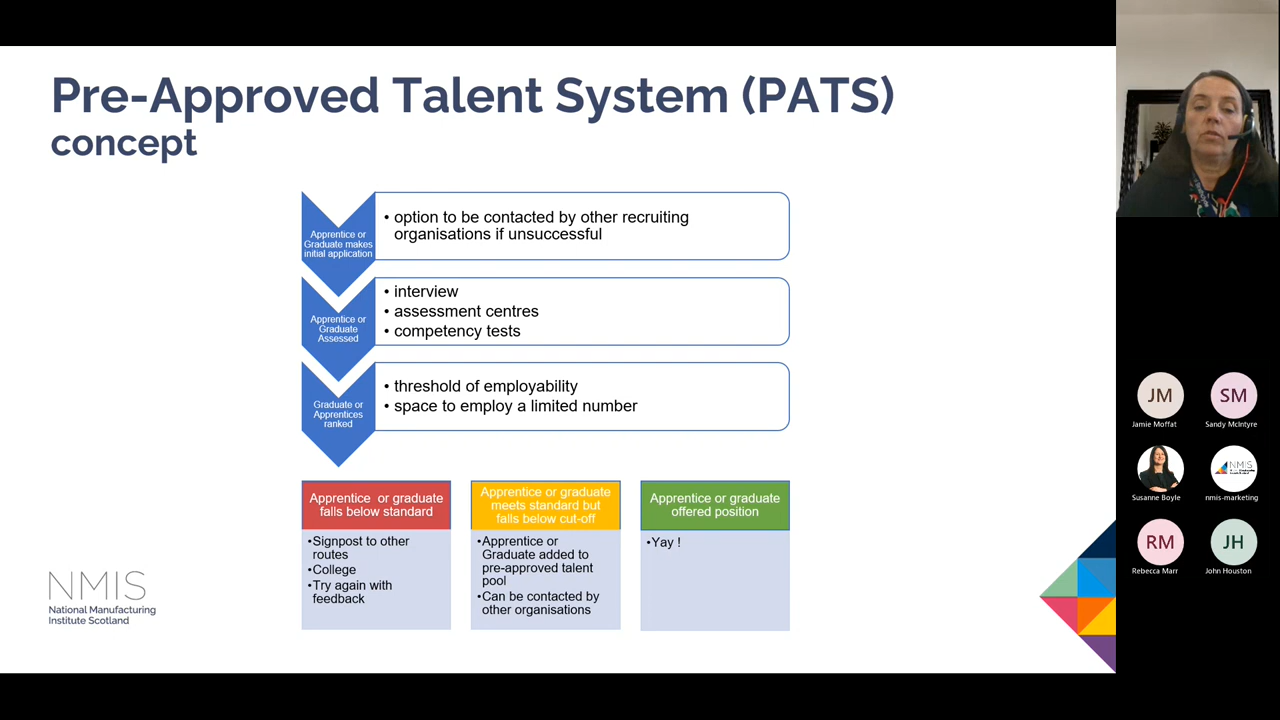 Pre-Approved Talent System (PATS)
concept
Apprentice or
Graduate makes
initial application
• option to be contacted by other recruiting
organisations if unsuccessful
Apprentice or
Graduate
Assessed
• interview
• assessment centres
• competency tests
Graduate or
Apprentices
ranked
• threshold of employability
• space to employ a limited number
Apprentice or graduate
falls below standard
•Signpost to other
routes
•College
•Try again with
feedback
Apprentice or graduate
meets standard but
falls below cut-off
•Apprentice or
Graduate added to
pre-approved talent
pool
•Can be contacted by
other organisations
Apprentice or graduate
offered position
•Yay !
NMIS
National Manufacturing
Institute Scotland
JM
Jamie Moffat
SM
Sandy McIntyre
Susanne Boyle
NMIS
nmis-marketing
RM
Rebecca Marr
JH
John Houston